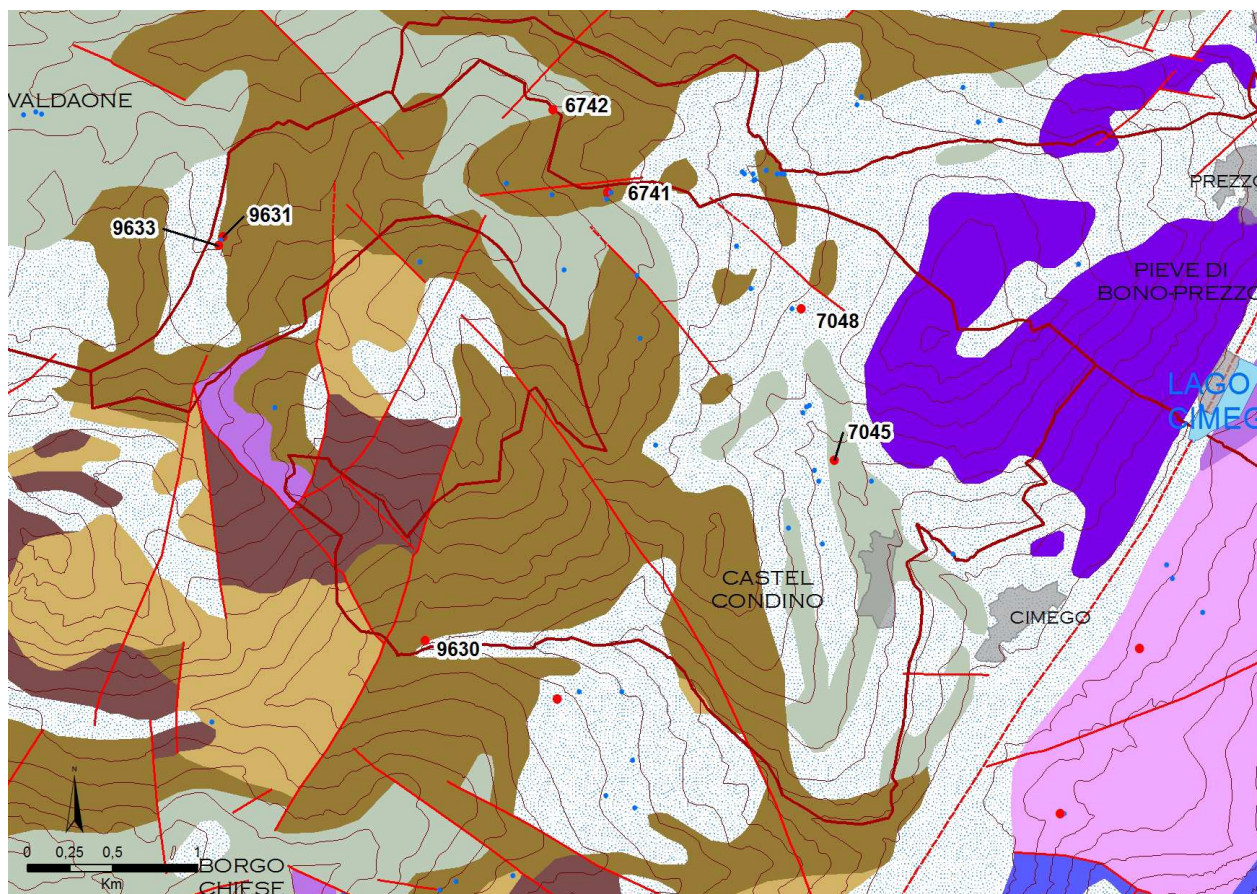 VALDAONE
6742
PREZZO
6741
9631
9633
PIEVE DI
BONO-PREZZO
7048
LAGO
CIMEG
7045
CASTEL
CONDINO
CIMEGO
9630
N
0 0,25 0,5 1
Km
BORGO
CHIESE